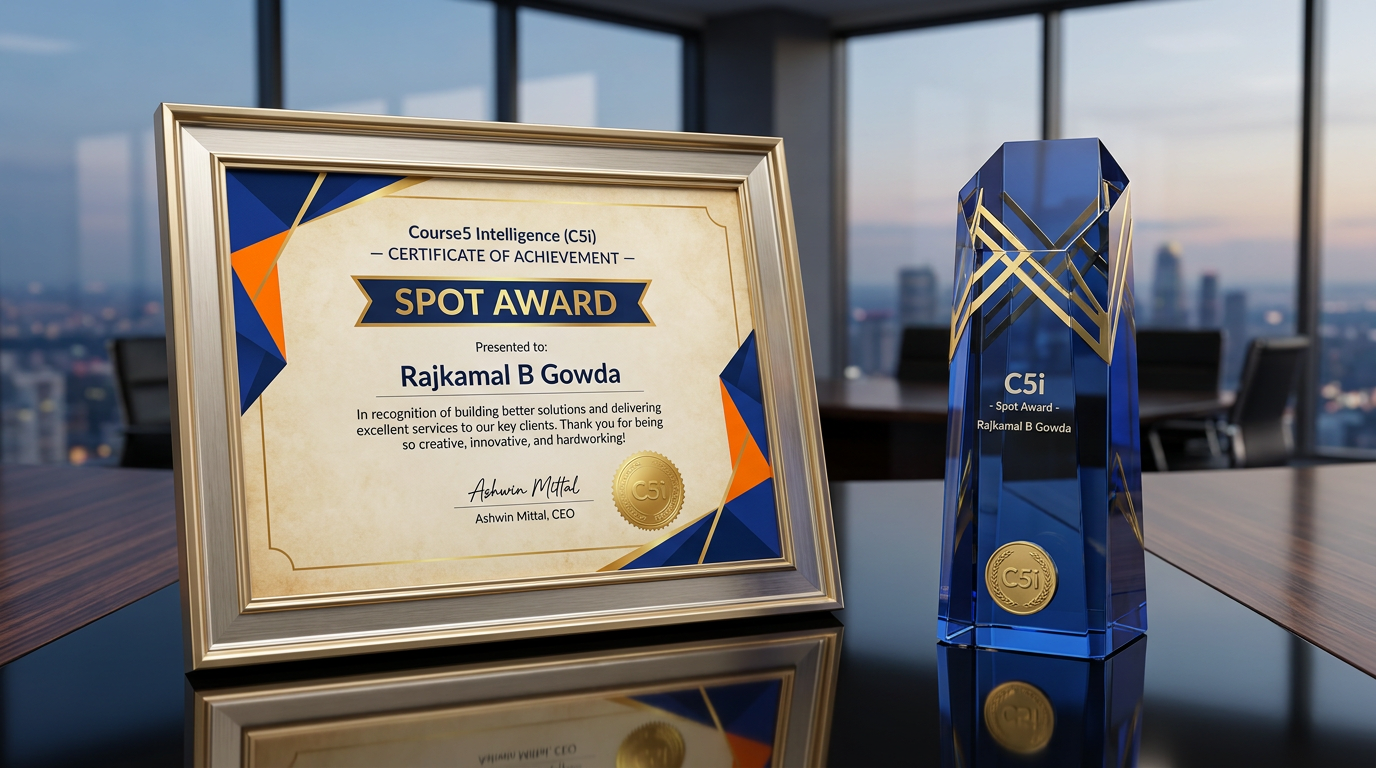 Course5 Intelligence (C5i)
— CERTIFICATE OF ACHIEVEMENT —
SPOT AWARD
Presented to:
Rajkamal B Gowda
In recognition of building better solutions and delivering
excellent services to our key clients. Thank you for being
so creative, innovative, and hardworking!
Ashwin Mittal
Ashwin Mittal, CEO
C5i
C5i
- Spot Award -
Rajkamal B Gowda
C5i